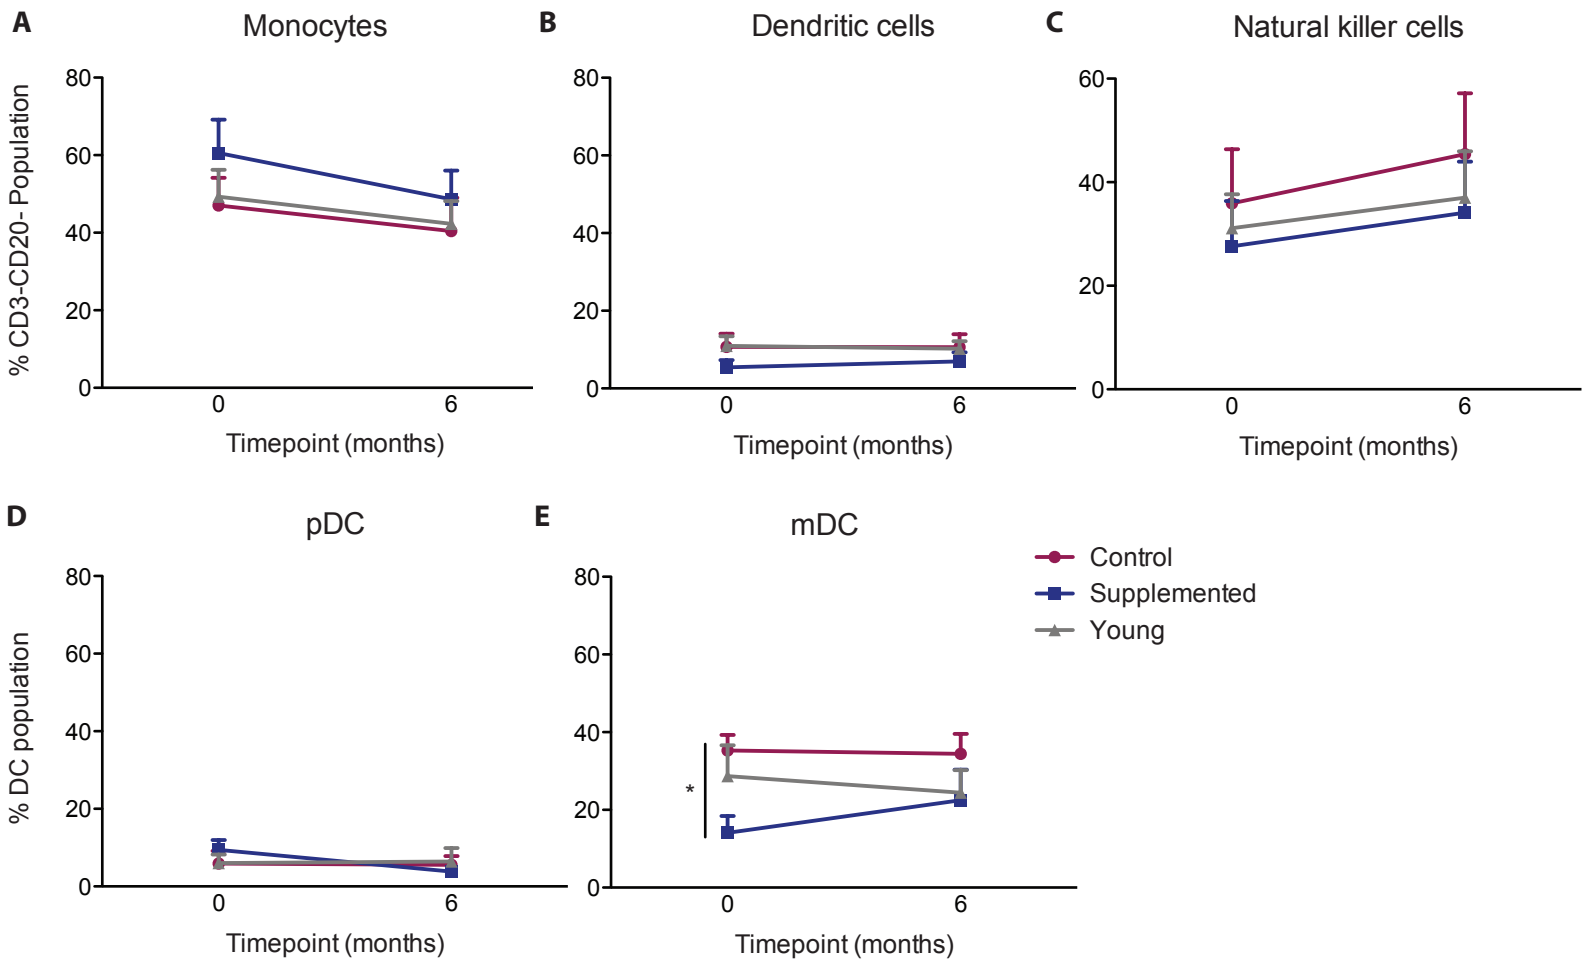 A
Monocytes
B
Dendritic cells
C
Natural killer cells
% CD3-CD20- Population
80
60
40
20
0
0
6
Timepoint (months)
80
60
40
20
0
0
6
Timepoint (months)
60
40
20
0
0
6
Timepoint (months)
D
pDC
E
mDC
% DC population
80
60
40
20
0
0
6
Timepoint (months)
80
60
40
20
0
*
0
6
Timepoint (months)
Control
Supplemented
Young